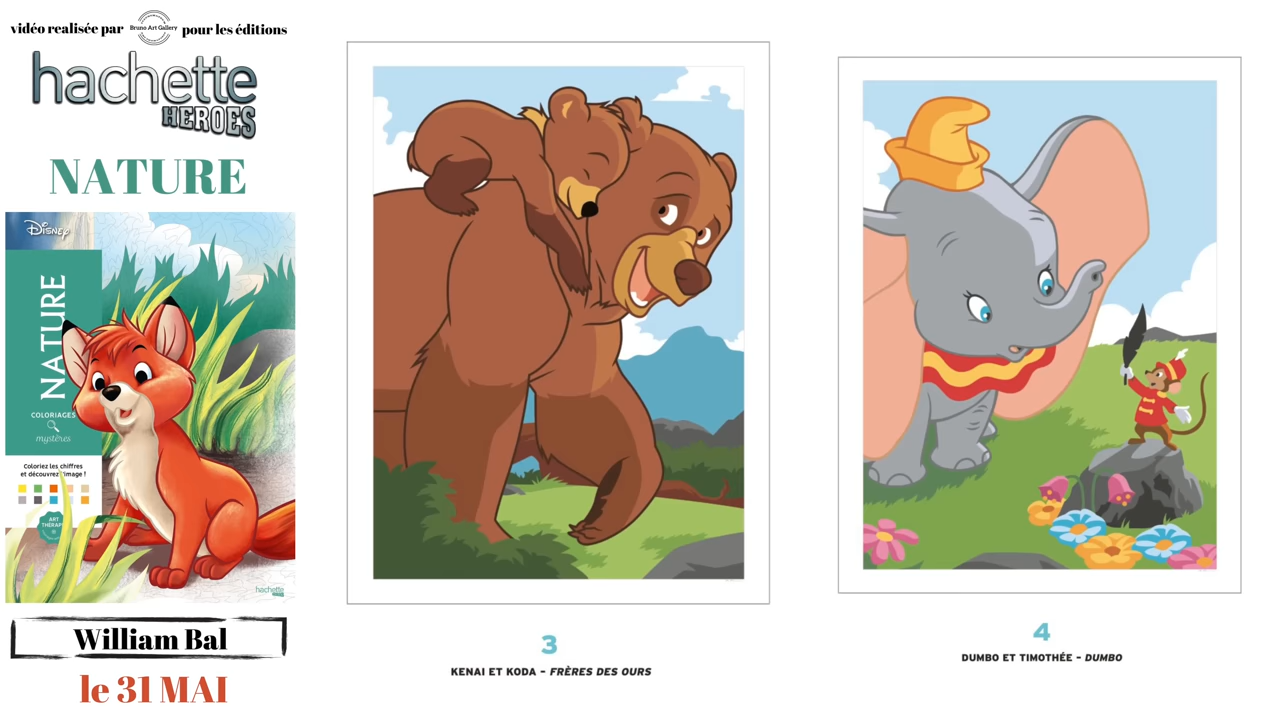 vidéo realisée par Bruno Art Gallery pour les éditions
hachette
HEROES
NATURE
Disney
NATURE
COLORIAGES
mystères
Coloriez les chiffres
et découvrez l'image !
ART
THÉRAPIE
hachette
William Bal
le 31 MAI
3
KENAI ET KODA – FRÈRES DES OURS
4
DUMBO ET TIMOTHÉE – DUMBO